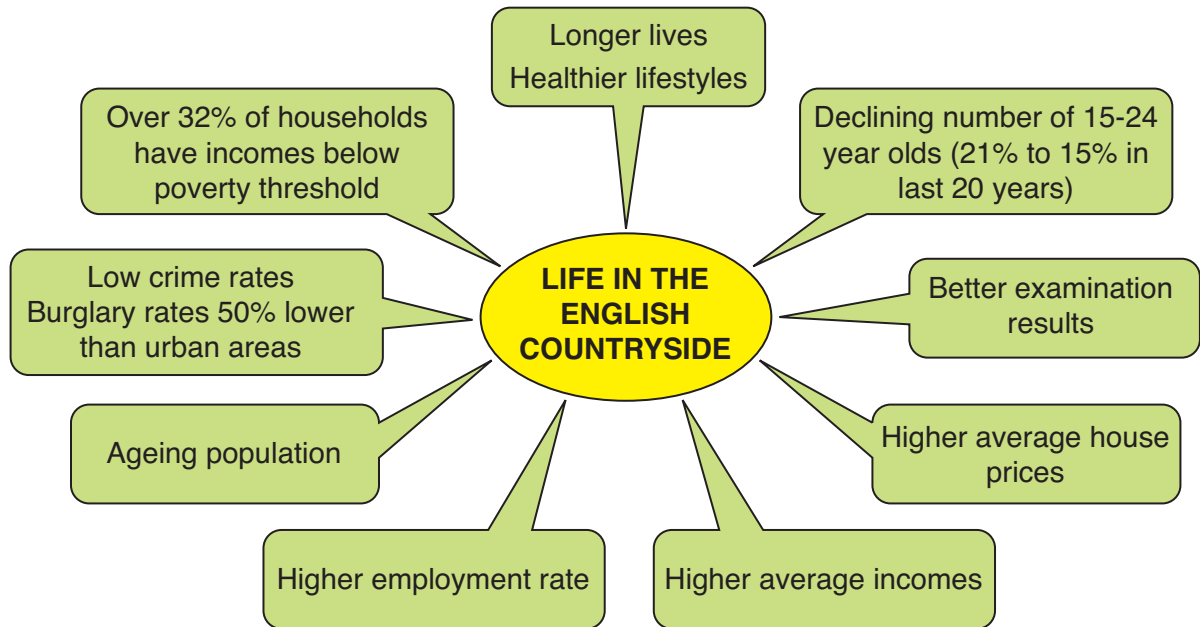 Longer lives
Healthier lifestyles
Over 32% of households
have incomes below
poverty threshold
Declining number of 15-24
year olds (21% to 15% in
last 20 years)
Low crime rates
Burglary rates 50% lower
than urban areas
LIFE IN THE
ENGLISH
COUNTRYSIDE
Better examination
results
Ageing population
Higher average house
prices
Higher employment rate
Higher average incomes